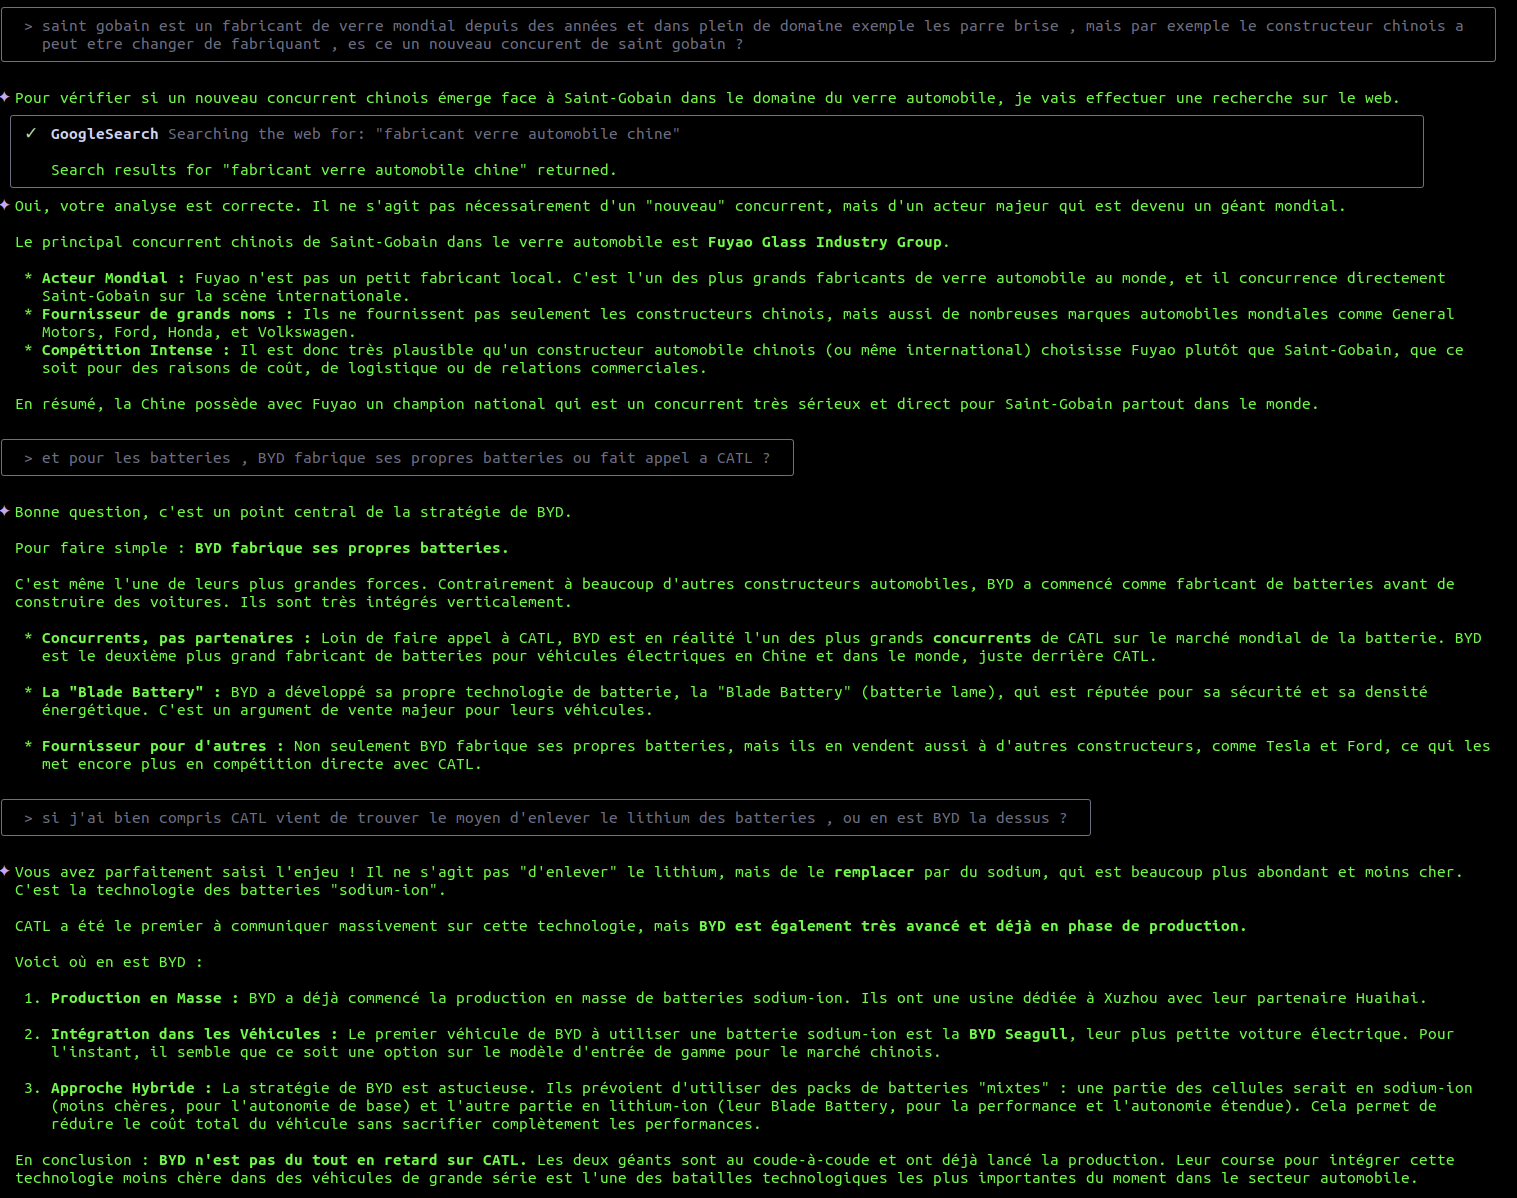 > saint gobain est un fabricant de verre mondial depuis des années et dans plein de domaine exemple les parre brise , mais par exemple le constructeur chinois a
peut etre changer de fabriquant , es ce un nouveau concurent de saint gobain ?
✦ Pour vérifier si un nouveau concurrent chinois émerge face à Saint-Gobain dans le domaine du verre automobile, je vais effectuer une recherche sur le web.
✓ GoogleSearch Searching the web for: "fabricant verre automobile chine"
Search results for "fabricant verre automobile chine" returned.
✦ Oui, votre analyse est correcte. Il ne s'agit pas nécessairement d'un "nouveau" concurrent, mais d'un acteur majeur qui est devenu un géant mondial.
Le principal concurrent chinois de Saint-Gobain dans le verre automobile est Fuyao Glass Industry Group.
* Acteur Mondial : Fuyao n'est pas un petit fabricant local. C'est l'un des plus grands fabricants de verre automobile au monde, et il concurrence directement
Saint-Gobain sur la scène internationale.
* Fournisseur de grands noms : Ils ne fournissent pas seulement les constructeurs chinois, mais aussi de nombreuses marques automobiles mondiales comme General
Motors, Ford, Honda, et Volkswagen.
* Compétition Intense : Il est donc très plausible qu'un constructeur automobile chinois (ou même international) choisisse Fuyao plutôt que Saint-Gobain, que ce
soit pour des raisons de coût, de logistique ou de relations commerciales.
En résumé, la Chine possède avec Fuyao un champion national qui est un concurrent très sérieux et direct pour Saint-Gobain partout dans le monde.
> et pour les batteries , BYD fabrique ses propres batteries ou fait appel a CATL ?
✦ Bonne question, c'est un point central de la stratégie de BYD.
Pour faire simple : BYD fabrique ses propres batteries.
C'est même l'une de leurs plus grandes forces. Contrairement à beaucoup d'autres constructeurs automobiles, BYD a commencé comme fabricant de batteries avant de
construire des voitures. Ils sont très intégrés verticalement.
* Concurrents, pas partenaires : Loin de faire appel à CATL, BYD est en réalité l'un des plus grands concurrents de CATL sur le marché mondial de la batterie. BYD
est le deuxième plus grand fabricant de batteries pour véhicules électriques en Chine et dans le monde, juste derrière CATL.
* La "Blade Battery" : BYD a développé sa propre technologie de batterie, la "Blade Battery" (batterie lame), qui est réputée pour sa sécurité et sa densité
énergétique. C'est un argument de vente majeur pour leurs véhicules.
* Fournisseur pour d'autres : Non seulement BYD fabrique ses propres batteries, mais ils en vendent aussi à d'autres constructeurs, comme Tesla et Ford, ce qui les
met encore plus en compétition directe avec CATL.
> si j'ai bien compris CATL vient de trouver le moyen d'enlever le lithium des batteries , ou en est BYD la dessus ?
✦ Vous avez parfaitement saisi l'enjeu ! Il ne s'agit pas "d'enlever" le lithium, mais de le remplacer par du sodium, qui est beaucoup plus abondant et moins cher.
C'est la technologie des batteries "sodium-ion".
CATL a été le premier à communiquer massivement sur cette technologie, mais BYD est également très avancé et déjà en phase de production.
Voici où en est BYD :
1. Production en Masse : BYD a déjà commencé la production en masse de batteries sodium-ion. Ils ont une usine dédiée à Xuzhou avec leur partenaire Huaihai.
2. Intégration dans les Véhicules : Le premier véhicule de BYD à utiliser une batterie sodium-ion est la BYD Seagull, leur plus petite voiture électrique. Pour
l'instant, il semble que ce soit une option sur le modèle d'entrée de gamme pour le marché chinois.
3. Approche Hybride : La stratégie de BYD est astucieuse. Ils prévoient d'utiliser des packs de batteries "mixtes" : une partie des cellules serait en sodium-ion
(moins chères, pour l'autonomie de base) et l'autre partie en lithium-ion (leur Blade Battery, pour la performance et l'autonomie étendue). Cela permet de
réduire le coût total du véhicule sans sacrifier complètement les performances.
En conclusion : BYD n'est pas du tout en retard sur CATL. Les deux géants sont au coude-à-coude et ont déjà lancé la production. Leur course pour intégrer cette
technologie moins chère dans des véhicules de grande série est l'une des batailles technologiques les plus importantes du moment dans le secteur automobile.